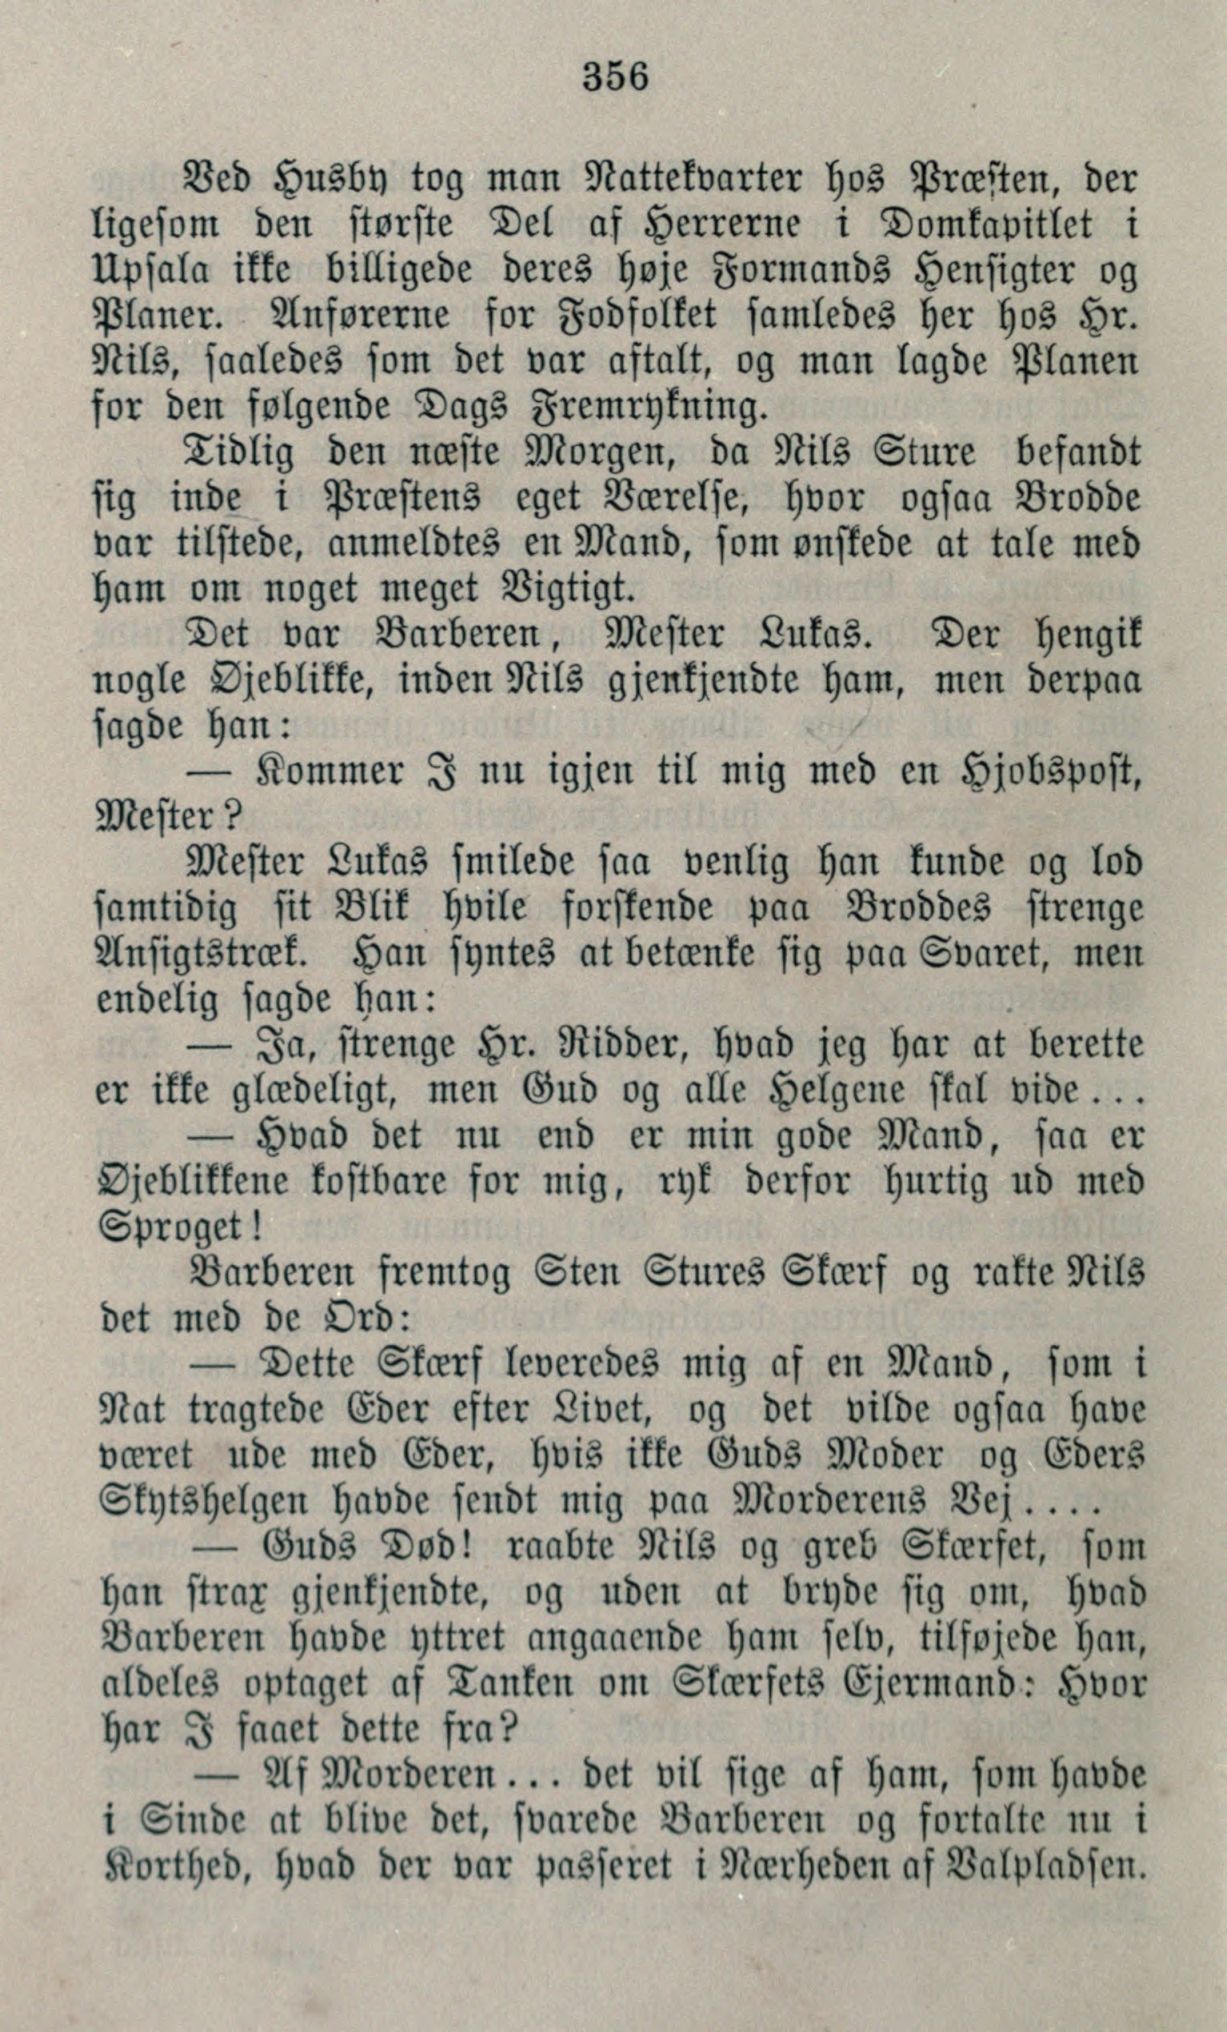 356
Ved Husby tog man Nattekvarter hos Præsten, der
ligesom den største Del af Herrerne i Domkapitlet i
Upsala ikke billigede deres høje Formands Hensigter og
Planer. Anførerne for Fodfolket samledes her hos Hr.
Nils, saaledes som det var aftalt, og man lagde Planen
for den følgende Dags Fremrykning.
Tidlig den næste Morgen, da Nils Sture befandt
sig inde i Præstens eget Værelse, hvor ogsaa Brodde
var tilstede, anmeldtes en Mand, som ønskede at tale med
ham om noget meget Vigtigt.
Det var Barberen, Mester Lukas. Der hengik
nogle Øjeblikke, inden Nils gjenkjendte ham, men derpaa
sagde han:
— Kommer I nu igjen til mig med en Hjobspost,
Mester?
Mester Lukas smilede saa venlig han kunde og lod
samtidig sit Blik hvile forskende paa Broddes strenge
Ansigtstræk. Han syntes at betænke sig paa Svaret, men
endelig sagde han:
— Ja, strenge Hr. Ridder, hvad jeg har at berette
er ikke glædeligt, men Gud og alle Helgene skal vide...
— Hvad det nu end er min gode Mand, saa er
Øjeblikkene kostbare for mig, ryk derfor hurtig ud med
Sproget!
Barberen fremtog Sten Stures Skærf og rakte Nils
det med de Ord:
— Dette Skærf leveredes mig af en Mand, som i
Nat tragtede Eder efter Livet, og det vilde ogsaa have
været ude med Eder, hvis ikke Guds Moder og Eders
Skytshelgen havde sendt mig paa Morderens Vej....
— Guds Død! raabte Nils og greb Skærfet, som
han strax gjenkjendte, og uden at bryde sig om, hvad
Barberen havde yttret angaaende ham selv, tilføjede han,
aldeles optaget af Tanken om Skærfets Ejermand: Hvor
har I faaet dette fra?
— Af Morderen... det vil sige af ham, som havde
i Sinde at blive det, svarede Barberen og fortalte nu i
Korthed, hvad der var passeret i Nærheden af Valpladsen.